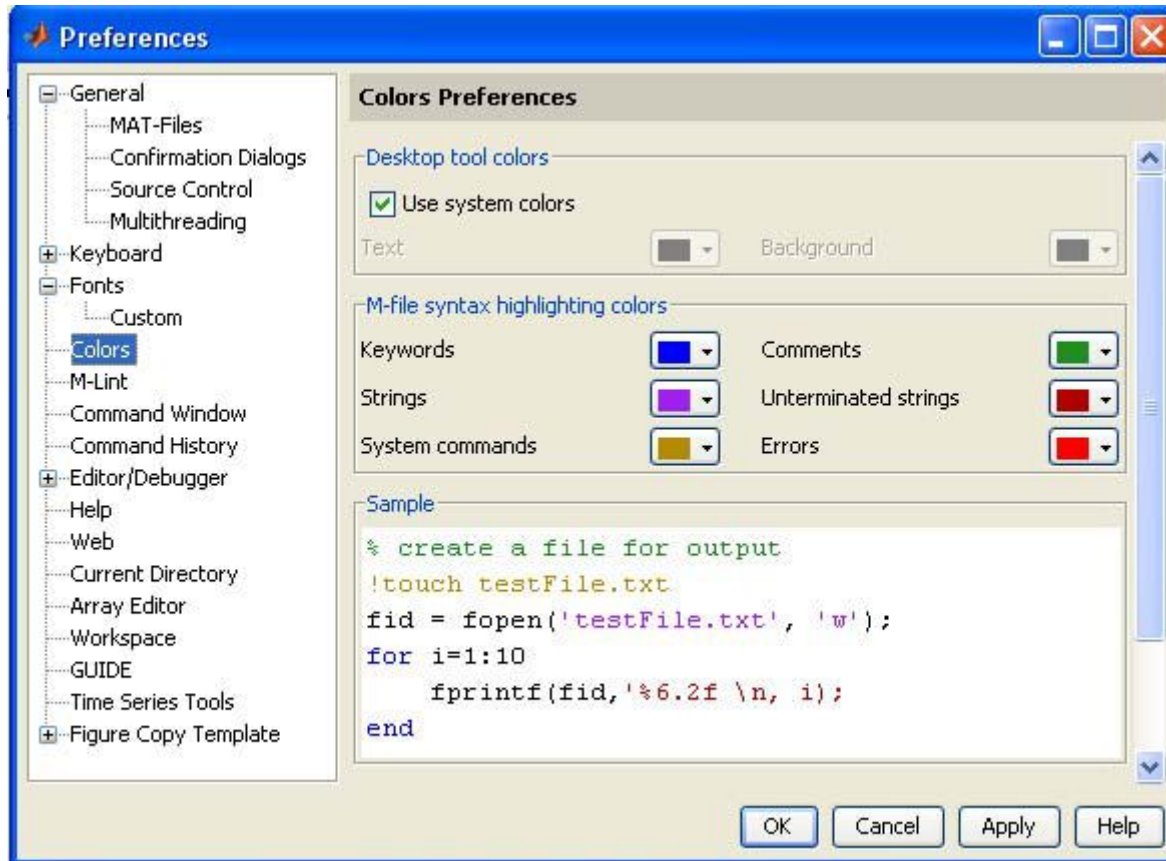 Preferences
General
MAT-Files
Confirmation Dialogs
Source Control
Multithreading
Keyboard
Fonts
Custom
Colors
M-Lint
Command Window
Command History
Editor/Debugger
Help
Web
Current Directory
Array Editor
Workspace
GUIDE
Time Series Tools
Figure Copy Template
Colors Preferences
Desktop tool colors
Use system colors
Text Background
M-file syntax highlighting colors
Keywords Comments
Strings Unterminated strings
System commands Errors
Sample
% create a file for output
!touch testFile.txt
fid = fopen('testFile.txt', 'w');
for i=1:10
    fprintf(fid,'%6.2f \n, i);
end
OK Cancel Apply Help